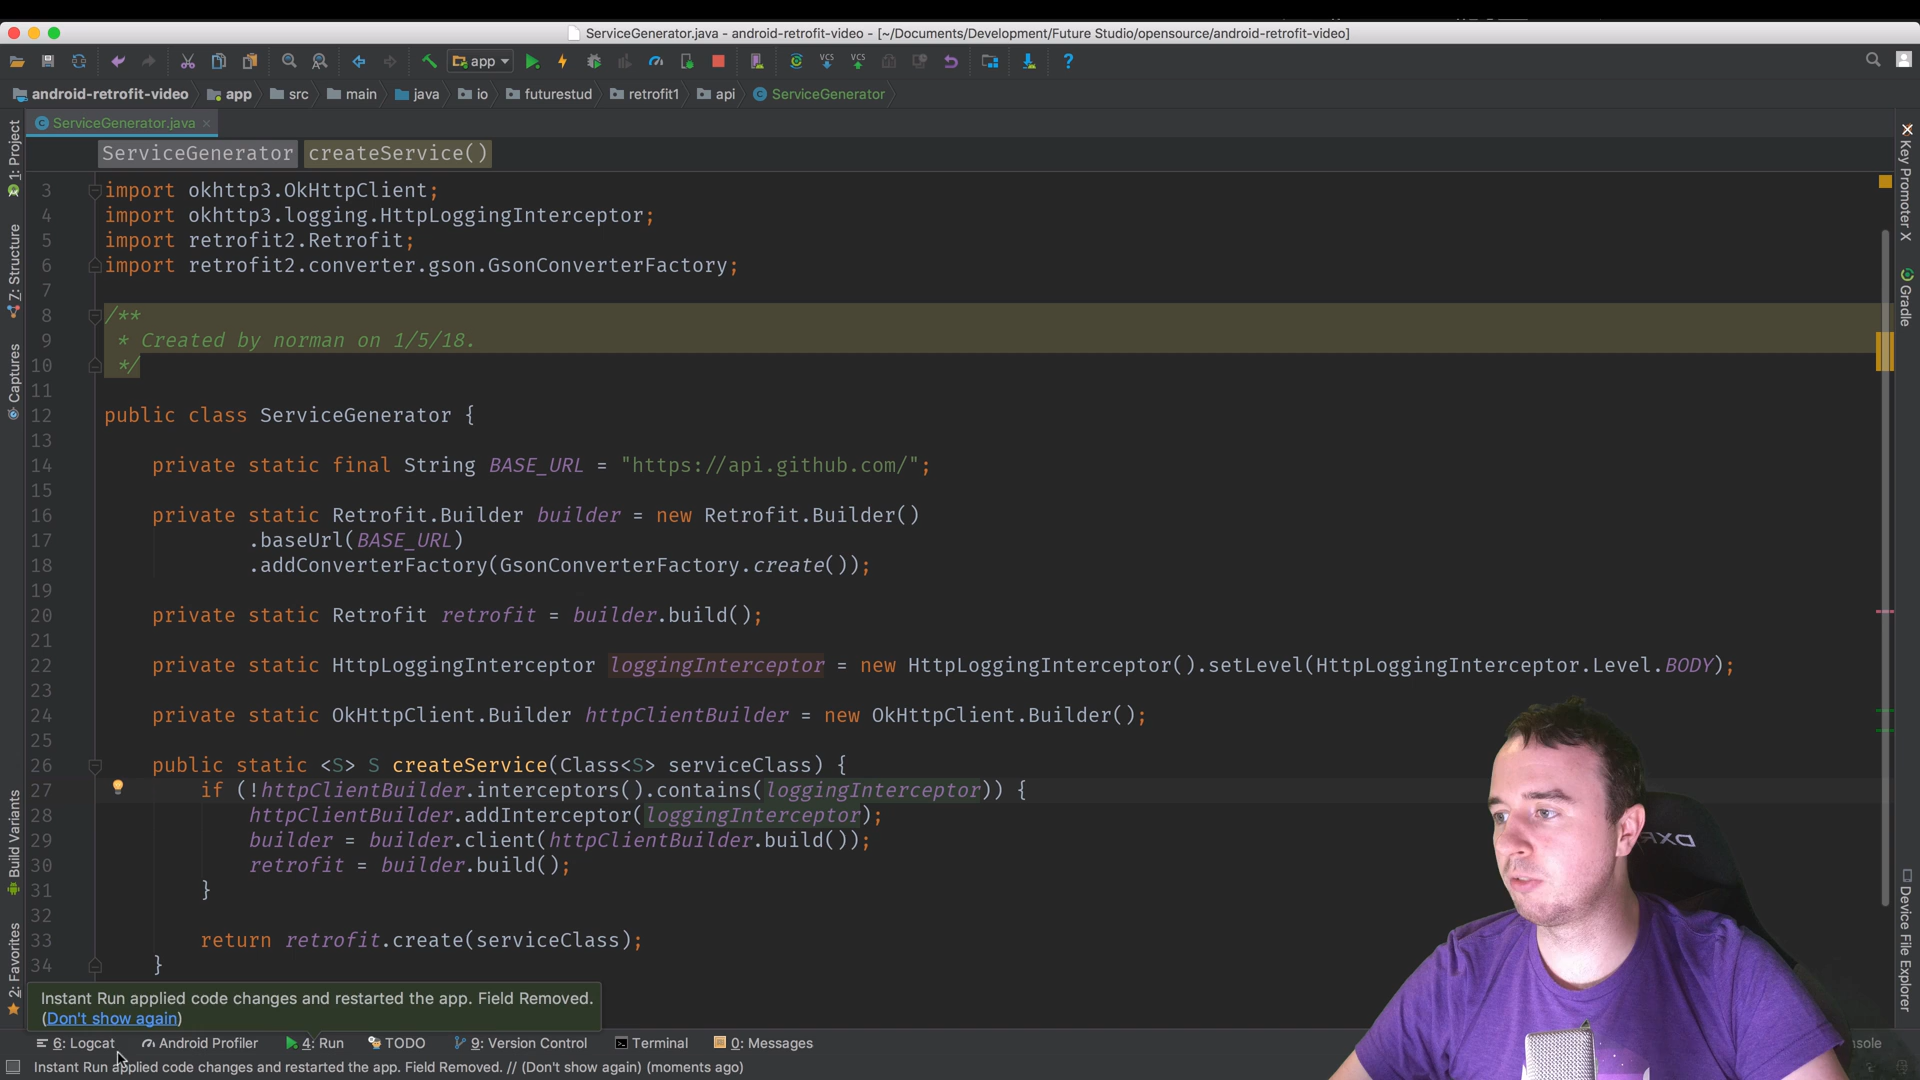 ServiceGenerator.java - android-retrofit-video - [~/Documents/Development/Future Studio/opensource/android-retrofit-video]
app
android-retrofit-video app src main java io futurestud retrofit1 api ServiceGenerator
ServiceGenerator.java
ServiceGenerator createService()
1: Project
Z: Structure
Captures
Build Variants
2: Favorites
3 import okhttp3.OkHttpClient;
4 import okhttp3.logging.HttpLoggingInterceptor;
5 import retrofit2.Retrofit;
6 import retrofit2.converter.gson.GsonConverterFactory;
7
8 /**
9 * Created by norman on 1/5/18.
10 */
11
12 public class ServiceGenerator {
13
14 private static final String BASE_URL = "https://api.github.com/";
15
16 private static Retrofit.Builder builder = new Retrofit.Builder()
17 .baseUrl(BASE_URL)
18 .addConverterFactory(GsonConverterFactory.create());
19
20 private static Retrofit retrofit = builder.build();
21
22 private static HttpLoggingInterceptor loggingInterceptor = new HttpLoggingInterceptor().setLevel(HttpLoggingInterceptor.Level.BODY);
23
24 private static OkHttpClient.Builder httpClientBuilder = new OkHttpClient.Builder();
25
26 public static <S> S createService(Class<S> serviceClass) {
27 if (!httpClientBuilder.interceptors().contains(loggingInterceptor)) {
28 httpClientBuilder.addInterceptor(loggingInterceptor);
29 builder = builder.client(httpClientBuilder.build());
30 retrofit = builder.build();
31 }
32
33 return retrofit.create(serviceClass);
34 }
Key Promoter X
Gradle
Device File Explorer
DXR
Instant Run applied code changes and restarted the app. Field Removed.
(Don't show again)
6: Logcat Android Profiler 4: Run TODO 9: Version Control Terminal 0: Messages
Instant Run applied code changes and restarted the app. Field Removed. // (Don't show again) (moments ago)